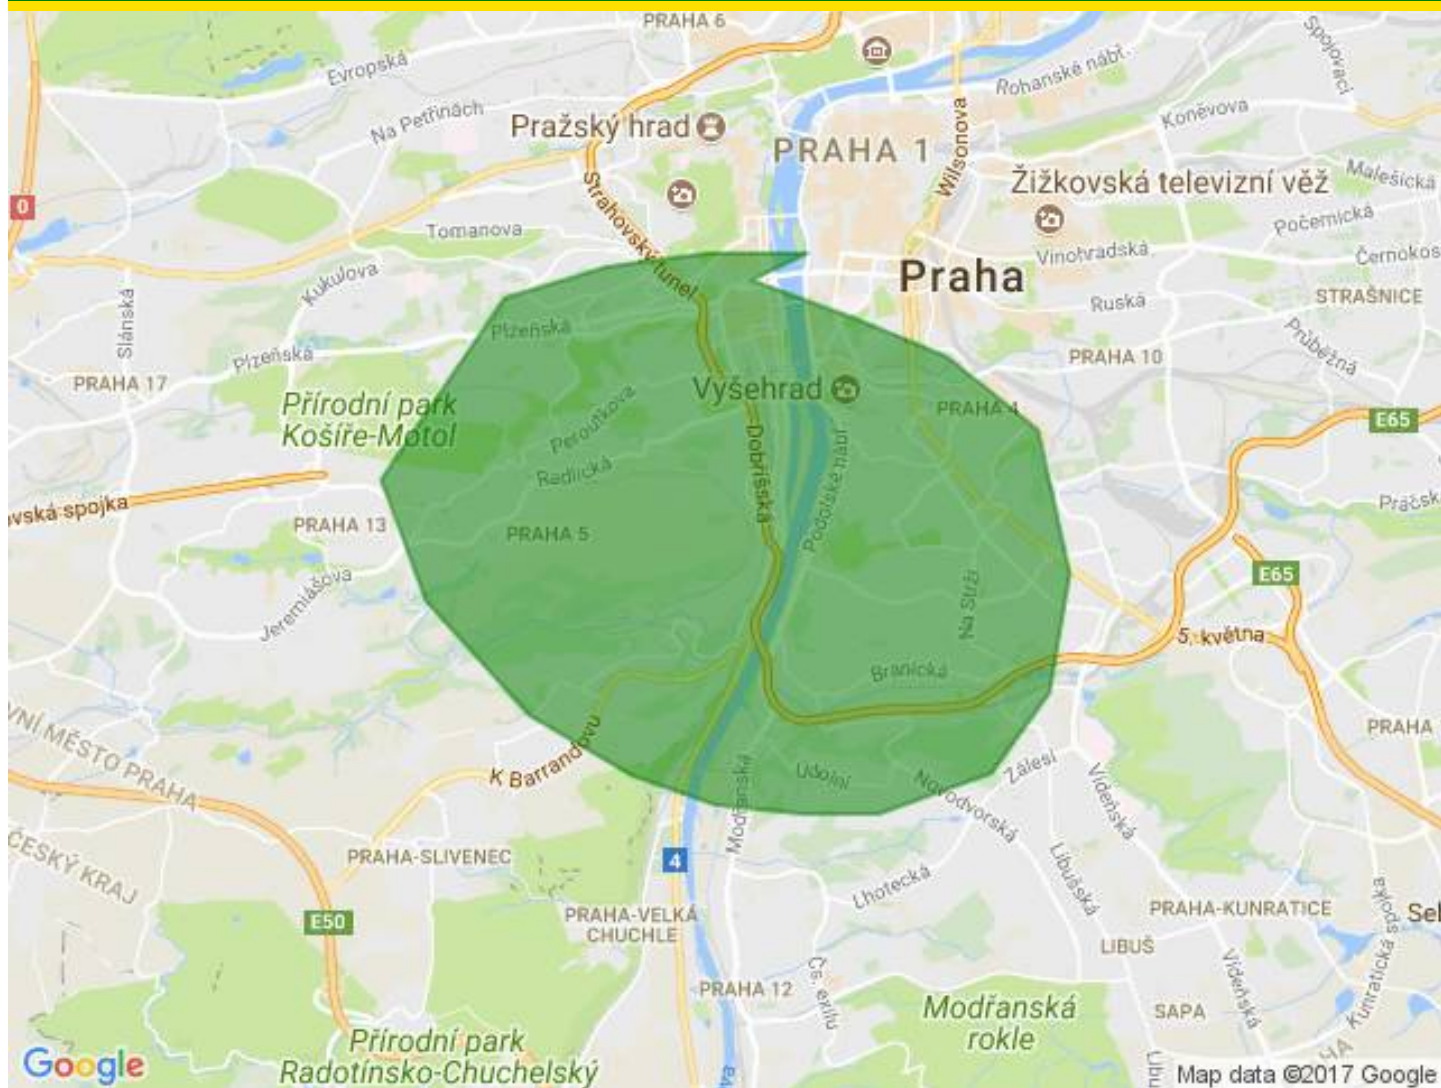 PRAHA 6
Evropská
Rohanské nábř.
Spojovací
Na Petřinách
Koněvova
Pražský hrad
PRAHA 1
Wilsonova
Malešická
Žižkovská televizní věž
0
Strahovský tunel
Počernická
Tomanova
Vinohradská
Černokos
Kukulova
Praha
STRAŠNICE
Ruská
Slánská
Plzeňská
Průběžná
Plzeňská
PRAHA 10
PRAHA 17
Vyšehrad
Přírodní park
Košíře-Motol
Peroutkova
PRAHA 4
E65
Radlická
Dobříšská
Podolské nábř
ovská spojka
Práčsk
PRAHA 13
PRAHA 5
E65
Jeremiášova
Na Strži
5. května
Branická
VNÍ MĚSTO PRAHA
K Barrandovu
PRAHA
Údolní
Zálesí
Modřanská
Novodvorská
Vídeňská
ČESKÝ KRAJ
PRAHA-SLIVENEC
4
Libušská
Lhotecká
E50
PRAHA-VELKÁ
CHUCHLE
PRAHA-KUNRATICE
Kunratická spojka
LIBUŠ
Vídeňská
Čs. exilu
PRAHA 12
Modřanská
rokle
SAPA
Přírodní park
Radotínsko-Chuchelský
Google
Map data ©2017 Google